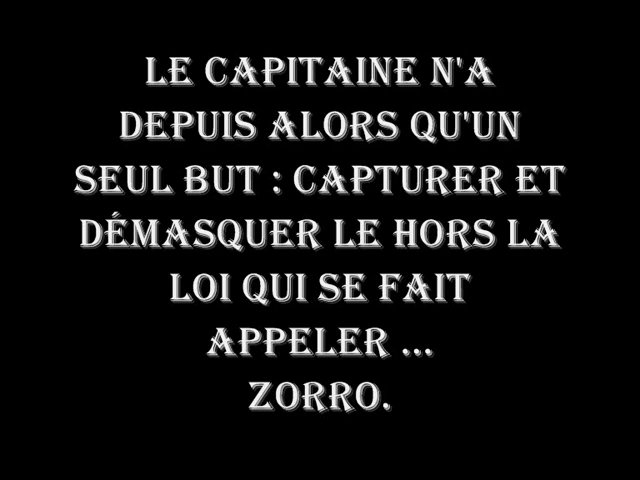 LE CAPITAINE N'A
DEPUIS ALORS QU'UN
SEUL BUT : CAPTURER ET
DÉMASQUER LE HORS LA
LOI QUI SE FAIT
APPELER ...
ZORRO.